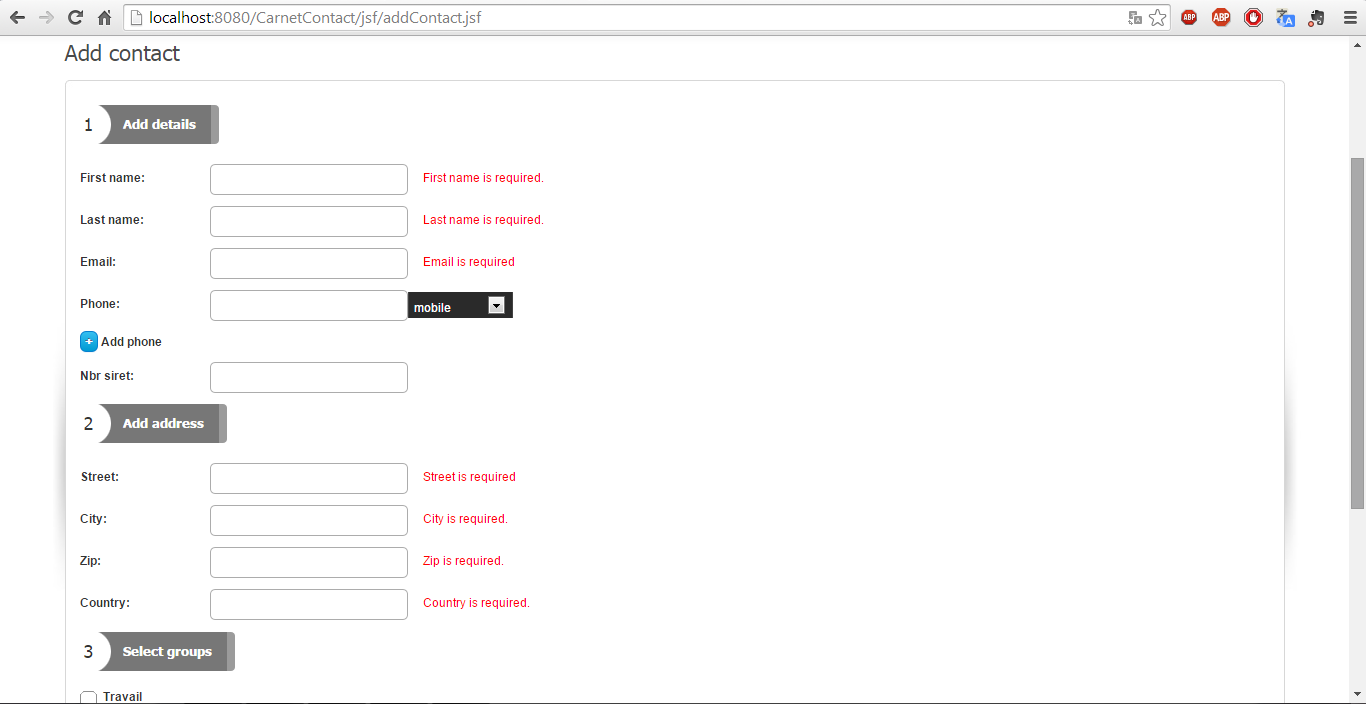 localhost:8080/CarnetContact/jsf/addContact.jsf
ABP
ABP
A
Add contact
1 Add details
First name: First name is required.
Last name: Last name is required.
Email: Email is required
Phone: mobile
+ Add phone
Nbr siret:
2 Add address
Street: Street is required
City: City is required.
Zip: Zip is required.
Country: Country is required.
3 Select groups
Travail